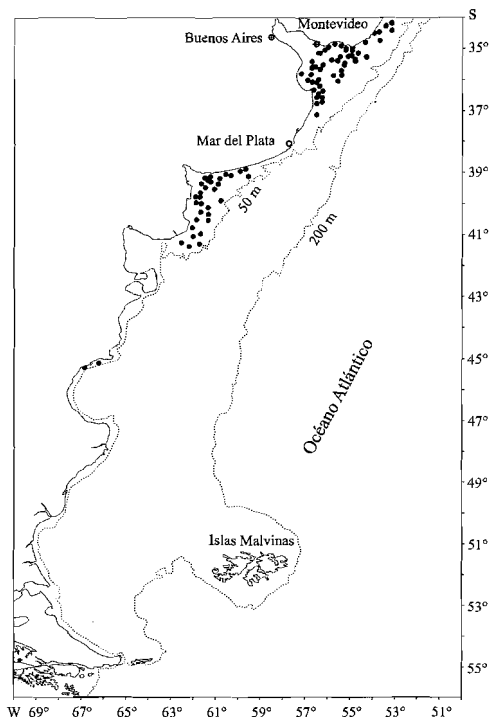 S
Montevideo
Buenos Aires
35°
37°
Mar del Plata
39°
50 m
200 m
41°
43°
45°
Océano Atlántico
47°
49°
Islas Malvinas
51°
53°
55°
W 69° 67° 65° 63° 61° 59° 57° 55° 53° 51°